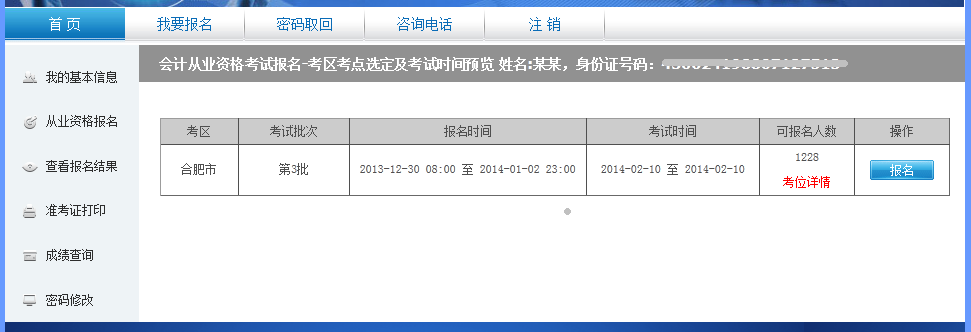 首 页 我要报名 密码取回 咨询电话 注 销
会计从业资格考试报名-考区考点选定及考试时间预览 姓名:某某，身份证号码：
我的基本信息
从业资格报名
查看报名结果
准考证打印
成绩查询
密码修改
考区 考试批次 报名时间 考试时间 可报名人数 操作
合肥市 第3批 2013-12-30 08:00 至 2014-01-02 23:00 2014-02-10 至 2014-02-10 1228 报名
考位详情